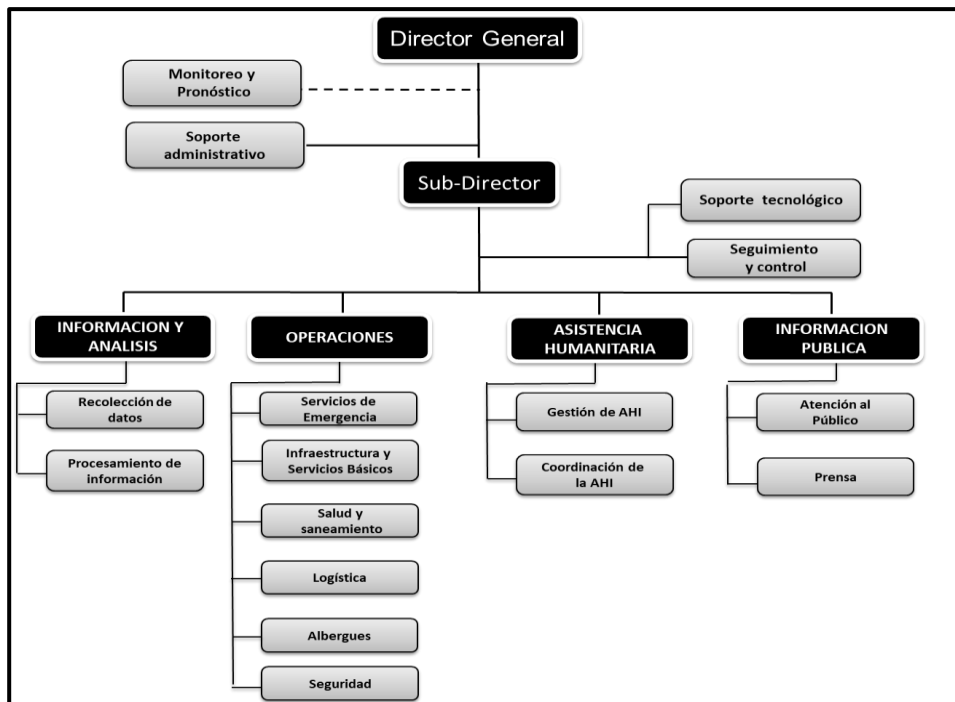 Director General
Monitoreo y
Pronóstico
Soporte
administrativo
Sub-Director
Soporte tecnológico
Seguimiento
y control
INFORMACION Y
ANALISIS
Recolección de
datos
Procesamiento de
información
OPERACIONES
Servicios de
Emergencia
Infraestructura y
Servicios Básicos
Salud y
saneamiento
Logística
Albergues
Seguridad
ASISTENCIA
HUMANITARIA
Gestión de AHI
Coordinación de
la AHI
INFORMACION
PUBLICA
Atención al
Público
Prensa